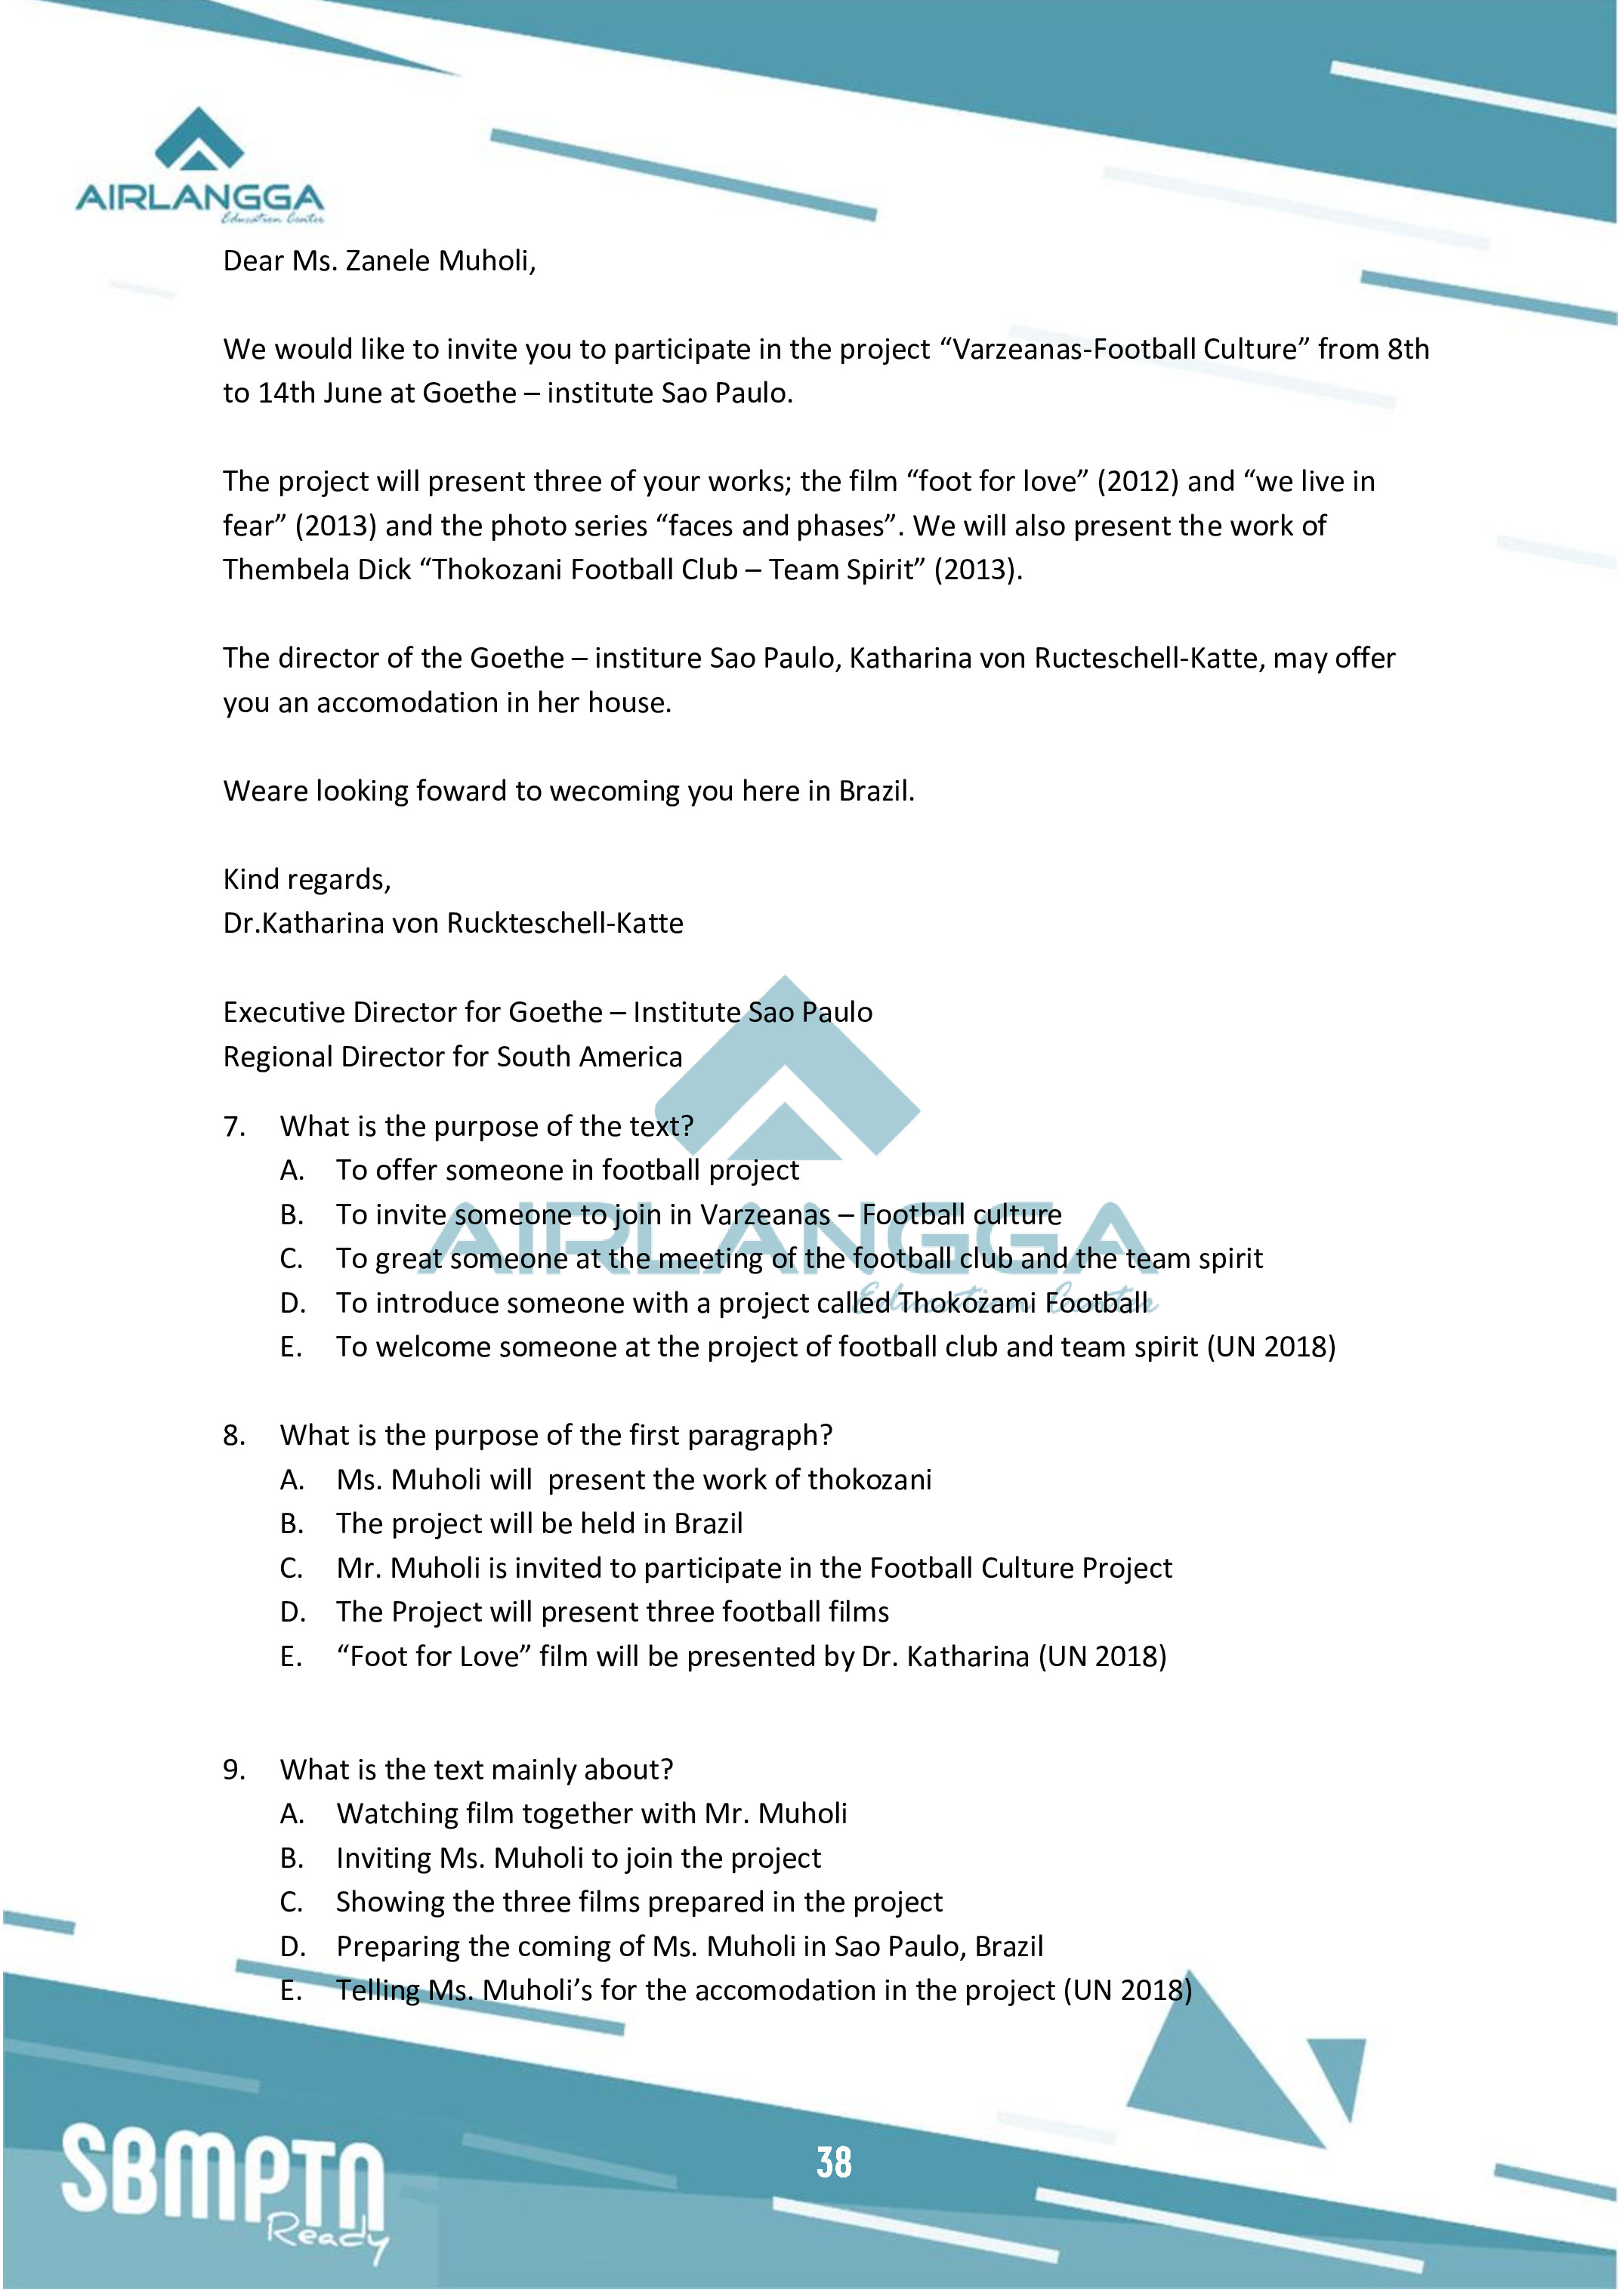 AIRLANGGA
Education Center
Dear Ms. Zanele Muholi,
We would like to invite you to participate in the project “Varzeanas-Football Culture” from 8th
to 14th June at Goethe – institute Sao Paulo.
The project will present three of your works; the film “foot for love” (2012) and “we live in
fear” (2013) and the photo series “faces and phases”. We will also present the work of
Thembela Dick “Thokozani Football Club – Team Spirit” (2013).
The director of the Goethe – institure Sao Paulo, Katharina von Ructeschell-Katte, may offer
you an accomodation in her house.
Weare looking foward to wecoming you here in Brazil.
Kind regards,
Dr.Katharina von Ruckteschell-Katte
Executive Director for Goethe – Institute Sao Paulo
Regional Director for South America
7. What is the purpose of the text?
A. To offer someone in football project
B. To invite someone to join in Varzeanas – Football culture
C. To great someone at the meeting of the football club and the team spirit
D. To introduce someone with a project called Thokozami Football
E. To welcome someone at the project of football club and team spirit (UN 2018)
AIRLANGGA
Education Center
8. What is the purpose of the first paragraph?
A. Ms. Muholi will  present the work of thokozani
B. The project will be held in Brazil
C. Mr. Muholi is invited to participate in the Football Culture Project
D. The Project will present three football films
E. “Foot for Love” film will be presented by Dr. Katharina (UN 2018)
9. What is the text mainly about?
A. Watching film together with Mr. Muholi
B. Inviting Ms. Muholi to join the project
C. Showing the three films prepared in the project
D. Preparing the coming of Ms. Muholi in Sao Paulo, Brazil
E. Telling Ms. Muholi’s for the accomodation in the project (UN 2018)
SBMPTN
Ready
38